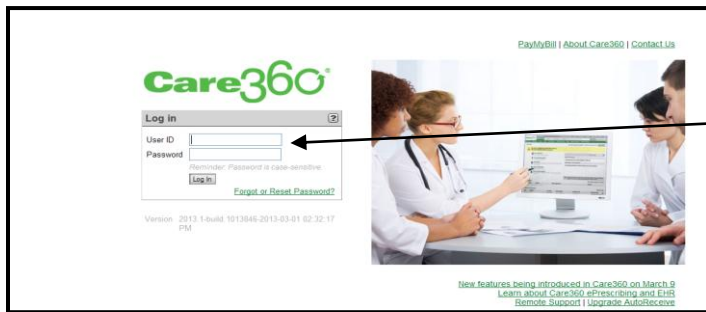 PayMyBill | About Care360 | Contact Us
Care360
Log in ?
User ID
Password
Reminder: Password is case-sensitive
Log In
Forgot or Reset Password?
Version 2013.1-build 1013846-2013-03-01 02:32:17
PM
New features being introduced in Care360 on March 9
Learn about Care360 ePrescribing and EHR
Remote Support | Upgrade AutoReceive